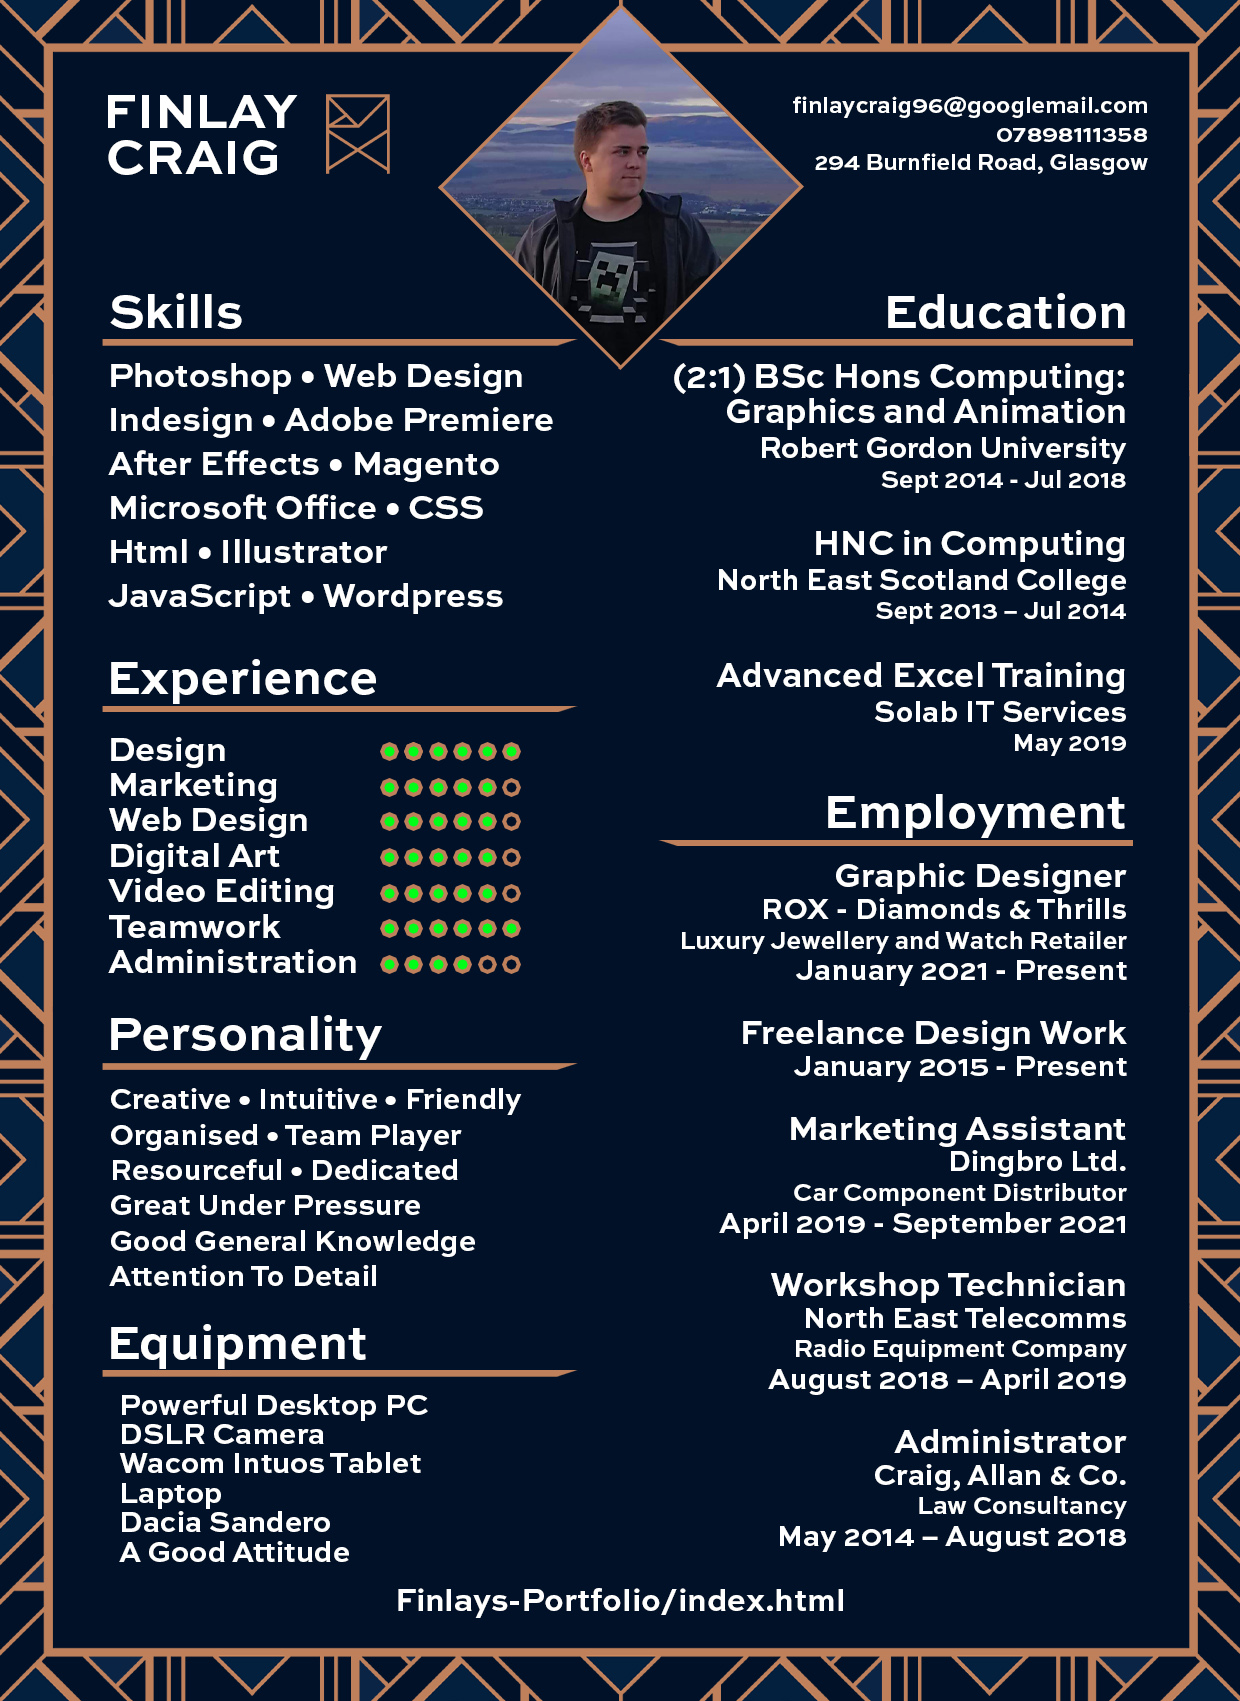 FINLAY
CRAIG
finlaycraig96@googlemail.com
07898111358
294 Burnfield Road, Glasgow
Skills
Photoshop • Web Design
Indesign • Adobe Premiere
After Effects • Magento
Microsoft Office • CSS
Html • Illustrator
JavaScript • Wordpress
Experience
Design
Marketing
Web Design
Digital Art
Video Editing
Teamwork
Administration
Personality
Creative • Intuitive • Friendly
Organised • Team Player
Resourceful • Dedicated
Great Under Pressure
Good General Knowledge
Attention To Detail
Equipment
Powerful Desktop PC
DSLR Camera
Wacom Intuos Tablet
Laptop
Dacia Sandero
A Good Attitude
Education
(2:1) BSc Hons Computing:
Graphics and Animation
Robert Gordon University
Sept 2014 - Jul 2018
HNC in Computing
North East Scotland College
Sept 2013 – Jul 2014
Advanced Excel Training
Solab IT Services
May 2019
Employment
Graphic Designer
ROX - Diamonds & Thrills
Luxury Jewellery and Watch Retailer
January 2021 - Present
Freelance Design Work
January 2015 - Present
Marketing Assistant
Dingbro Ltd.
Car Component Distributor
April 2019 - September 2021
Workshop Technician
North East Telecomms
Radio Equipment Company
August 2018 – April 2019
Administrator
Craig, Allan & Co.
Law Consultancy
May 2014 – August 2018
Finlays-Portfolio/index.html